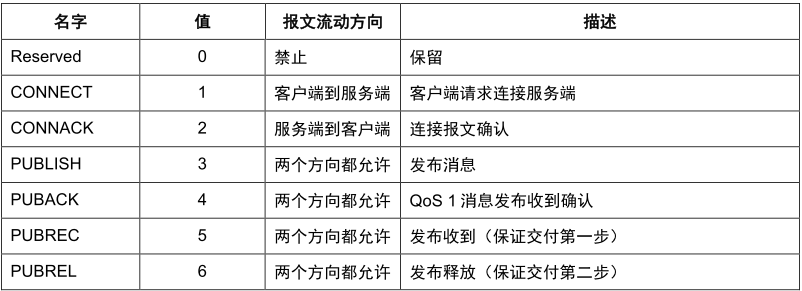 名字 值 报文流动方向 描述
Reserved 0 禁止 保留
CONNECT 1 客户端到服务端 客户端请求连接服务端
CONNACK 2 服务端到客户端 连接报文确认
PUBLISH 3 两个方向都允许 发布消息
PUBACK 4 两个方向都允许 QoS 1 消息发布收到确认
PUBREC 5 两个方向都允许 发布收到（保证交付第一步）
PUBREL 6 两个方向都允许 发布释放（保证交付第二步）